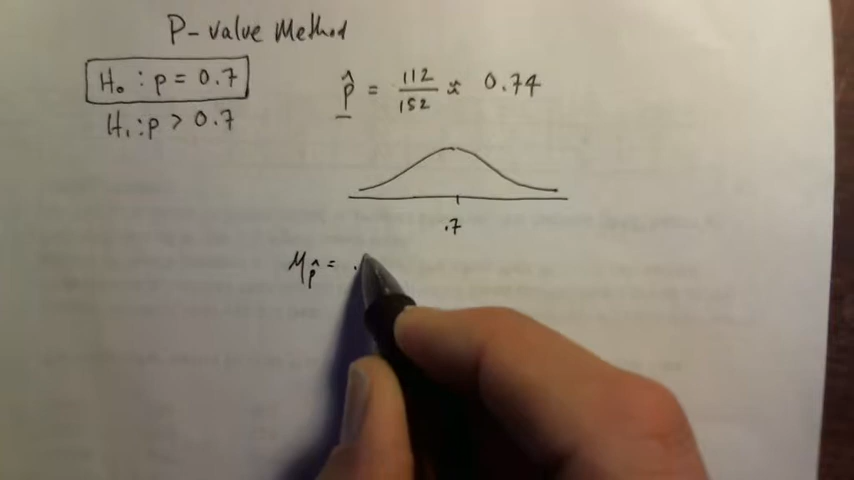 P-value Method
H₀ : p = 0.7
p̂ = 112/152 ≈ 0.74
H₁ : p > 0.7
.7
μp̂ = .